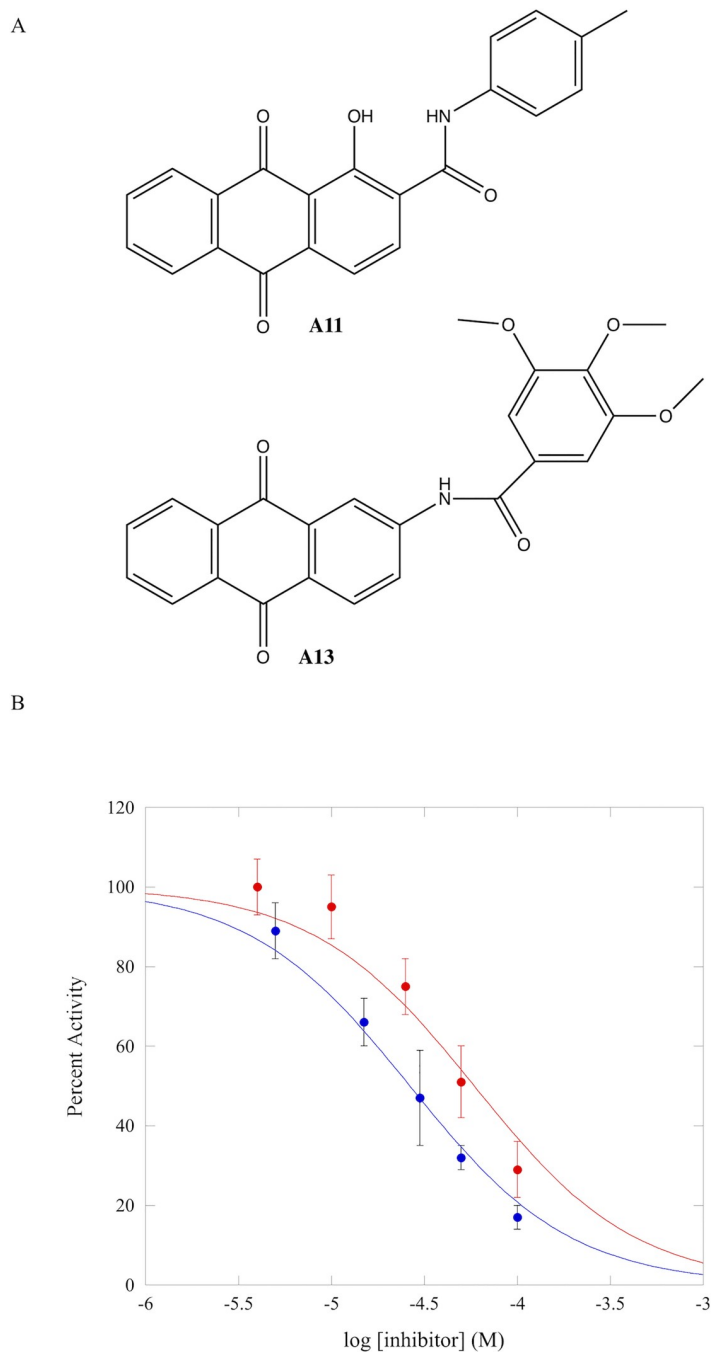 A
O
OH
HN
O
O
A11
O
O
O
O
H
N
O
O
A13
B
120
100
80
60
40
20
0
Percent Activity
-6
-5.5
-5
-4.5
-4
-3.5
-3
log [inhibitor] (M)